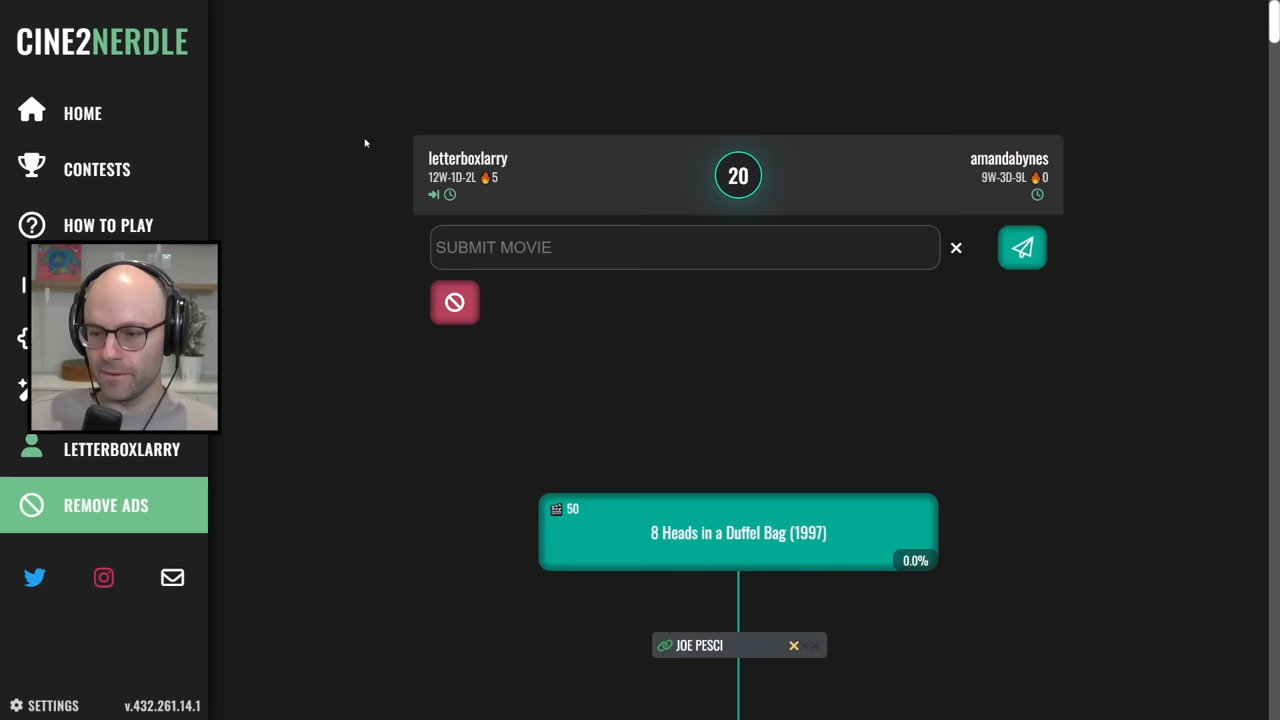 CINE2NERDLE
HOME
CONTESTS
HOW TO PLAY
LETTERBOXLARRY
REMOVE ADS
SETTINGS
v.432.261.14.1
letterboxlarry
12W-1D-2L 🔥5
20
amandabynes
9W-3D-9L 🔥0
SUBMIT MOVIE
50
8 Heads in a Duffel Bag (1997)
0.0%
JOE PESCI